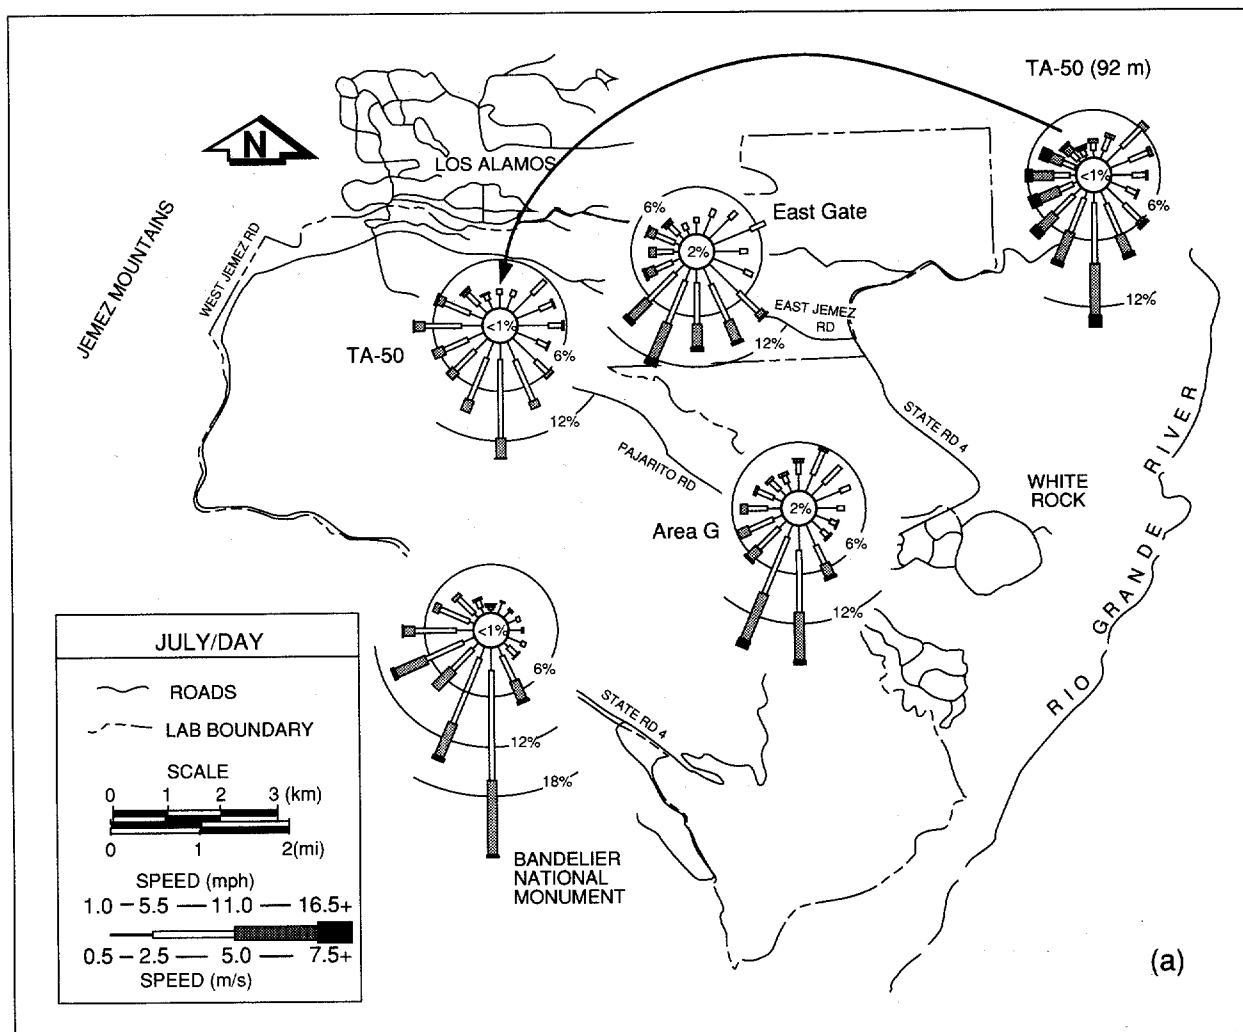 TA-50 (92 m)
N
LOS ALAMOS
<1%
6%
12%
JEMEZ MOUNTAINS
WEST JEMEZ RD
6%
East Gate
2%
EAST JEMEZ
RD
12%
<1%
TA-50
6%
12%
STATE RD 4
PAJARITO RD
RIO GRANDE RIVER
WHITE
ROCK
2%
Area G
6%
12%
<1%
6%
12%
18%
STATE RD 4
BANDELIER
NATIONAL
MONUMENT
JULY/DAY
ROADS
LAB BOUNDARY
SCALE
0 1 2 3 (km)
0 1 2(mi)
SPEED (mph)
1.0 – 5.5 — 11.0 — 16.5+
0.5 – 2.5 — 5.0 — 7.5+
SPEED (m/s)
(a)